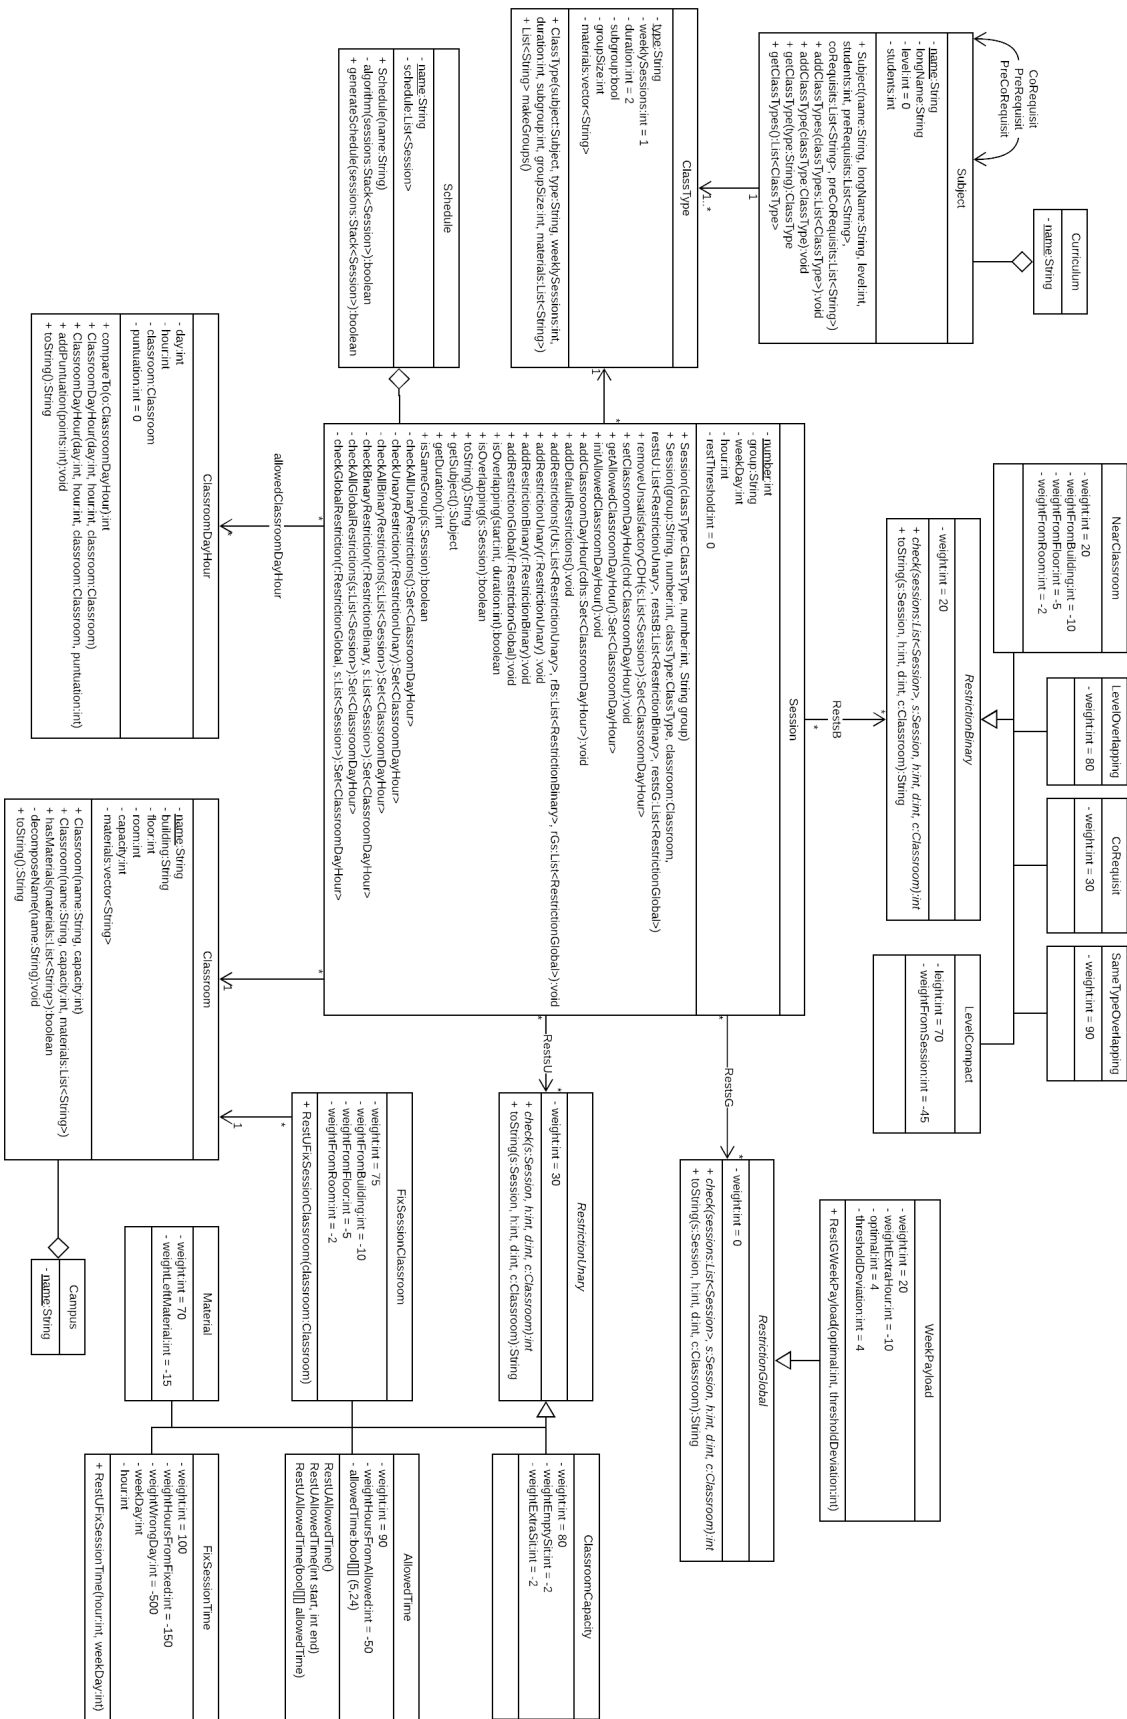 Curriculum
- name:String
CoRequisit
PreRequisit
PreCoRequisit
Subject
- name:String
- longName:String
- level:int = 0
- students:int
+ Subject(name:String, longName:String, level:int,
students:int, preRequisits:List<String>,
coRequisits:List<String>, preCoRequisits:List<String>)
+ addClassTypes(classTypes:List<ClassType>):void
+ addClassType(classType:ClassType):void
+ getClassType(type:String):ClassType
+ getClassTypes():List<ClassType>
1
1..*
ClassType
- type:String
- weeklySessions:int = 1
- duration:int = 2
- subgroup:bool
- groupSize:int
- materials:vector<String>
+ ClassType(subject:Subject, type:String, weeklySessions:int,
duration:int, subgroup:int, groupSize:int, materials:List<String>)
+ List<String> makeGroups()
1
*
Schedule
- name:String
- schedule:List<Session>
+ Schedule(name:String)
- algorithm(sessions:Stack<Session>):boolean
+ generateSchedule(sessions:Stack<Session>):boolean
NearClassroom
- weight:int = 20
- weightFromBuilding:int = -10
- weightFromFloor:int = -5
- weightFromRoom:int = -2
LevelOverlapping
- weight:int = 80
CoRequisit
- weight:int = 30
SameTypeOverlapping
- weight:int = 90
LevelCompact
- leight:int = 70
- weightFromSession:int = -45
RestrictionBinary
- weight:int = 20
+ check(sessions:List<Session>, s:Session, h:int, d:int, c:Classroom):int
+ toString(s:Session, h:int, d:int, c:Classroom):String
*
RestsB
*
Session
- number:int
- group:String
- weekDay:int
- hour:int
- restThreshold:int = 0
+ Session(classType:ClassType, number:int, String group)
+ Session(group:String, number:int, classType:ClassType, classroom:Classroom,
restsU:List<RestrictionUnary>, restsB:List<RestrictionBinary>, restsG:List<RestrictionGlobal>)
+ removeUnsatisfactoryCDH(s:List<Session>):Set<ClassroomDayHour>
+ setClassroomDayHour(chd:ClassroomDayHour):void
+ getAllowedClassroomDayHour():Set<ClassroomDayHour>
+ initAllowedClassroomDayHour():void
+ addClassroomDayHour(cdhs:Set<ClassroomDayHour>):void
+ addDefaultRestrictions():void
+ addRestrictions(rUs:List<RestrictionUnary>, rBs:List<RestrictionBinary>, rGs:List<RestrictionGlobal>):void
+ addRestrictionUnary(r:RestrictionUnary) :void
+ addRestrictionBinary(r:RestrictionBinary):void
+ addRestrictionGlobal(r:RestrictionGlobal):void
+ isOverlapping(start:int, duration:int):boolean
+ isOverlapping(s:Session):boolean
+ toString():String
+ getSubject():Subject
+ getDuration():int
+ isSameGroup(s:Session):boolean
- checkAllUnaryRestrictions():Set<ClassroomDayHour>
- checkUnaryRestriction(r:RestrictionUnary):Set<ClassroomDayHour>
- checkAllBinaryRestrictions(s:List<Session>):Set<ClassroomDayHour>
- checkBinaryRestriction(r:RestrictionBinary, s:List<Session>):Set<ClassroomDayHour>
- checkAllGlobalRestrictions(s:List<Session>):Set<ClassroomDayHour>
- checkGlobalRestriction(r:RestrictionGlobal, s:List<Session>):Set<ClassroomDayHour>
*
allowedClassroomDayHour
*
ClassroomDayHour
- day:int
- hour:int
- classroom:Classroom
- puntuation:int = 0
+ compareTo(o:ClassroomDayHour):int
+ ClassroomDayHour(day:int, hour:int, classroom:Classroom)
+ ClassroomDayHour(day:int, hour:int, classroom:Classroom, puntuation:int)
+ addPuntuation(points:int):void
+ toString():String
*
1
Classroom
- name:String
- building:String
- floor:int
- room:int
- capacity:int
- materials:vector<String>
+ Classroom(name:String, capacity:int)
+ Classroom(name:String, capacity:int, materials:List<String>)
+ hasMaterials(materials:List<String>):boolean
- decomposeName(name:String):void
+ toString():String
*
RestsG
*
WeekPayload
- weight:int = 20
- weightExtraHour:int = -10
- optimal:int = 4
- thresholdDeviation:int = 4
+ RestGWeekPayload(optimal:int, thresholdDeviation:int)
RestrictionGlobal
- weight:int = 0
+ check(sessions:List<Session>, s:Session, h:int, d:int, c:Classroom):int
+ toString(s:Session, h:int, d:int, c:Classroom):String
*
RestsU
*
RestrictionUnary
- weight:int = 30
+ check(s:Session, h:int, d:int, c:Classroom):int
+ toString(s:Session, h:int, d:int, c:Classroom):String
FixSessionClassroom
- weight:int = 75
- weightFromBuilding:int = -10
- weightFromFloor:int = -5
- weightFromRoom:int = -2
+ RestUFixSessionClassroom(classroom:Classroom)
*
1
Material
- weight:int = 70
- weightLeftMaterial:int = -15
Campus
- name:String
ClassroomCapacity
- weight:int = 80
- weightEmptySit:int = -2
- weightExtraSit:int = -2
AllowedTime
- weight:int = 90
- weightHoursFromAllowed:int = -50
- allowedTime:bool[][] (5,24)
RestUAllowedTime()
RestUAllowedTime(int start, int end)
RestUAllowedTime(bool[][] allowedTime)
FixSessionTime
- weight:int = 100
- weightHoursFromFixed:int = -150
- weightWrongDay:int = -500
- weekDay:int
- hour:int
+ RestUFixSessionTime(hour:int, weekDay:int)